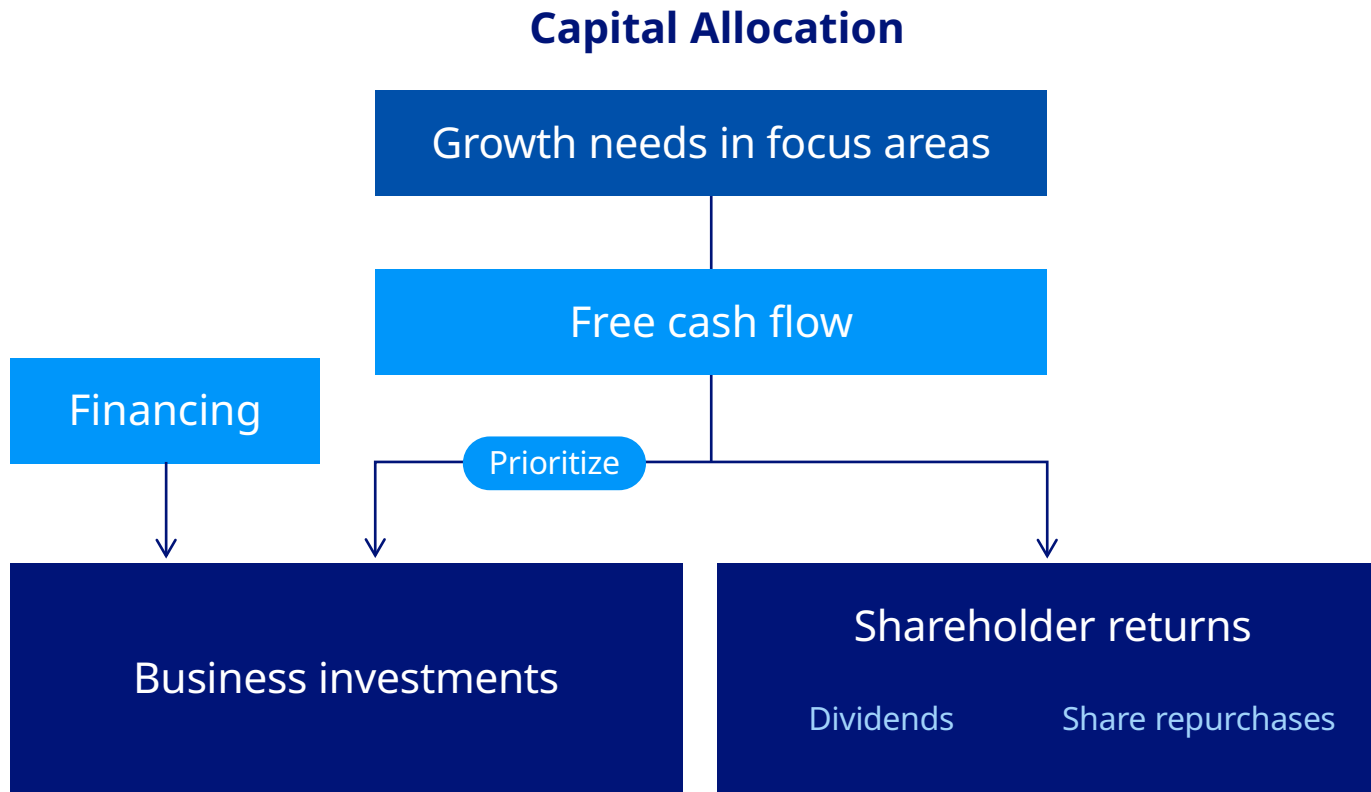 Capital Allocation
Growth needs in focus areas
Free cash flow
Financing
Prioritize
Business investments
Shareholder returns
Dividends
Share repurchases